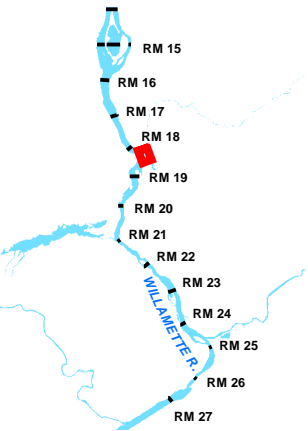 RM 15
RM 16
RM 17
RM 18
RM 19
RM 20
RM 21
RM 22
RM 23
WILLAMETTE R.
RM 24
RM 25
RM 26
RM 27